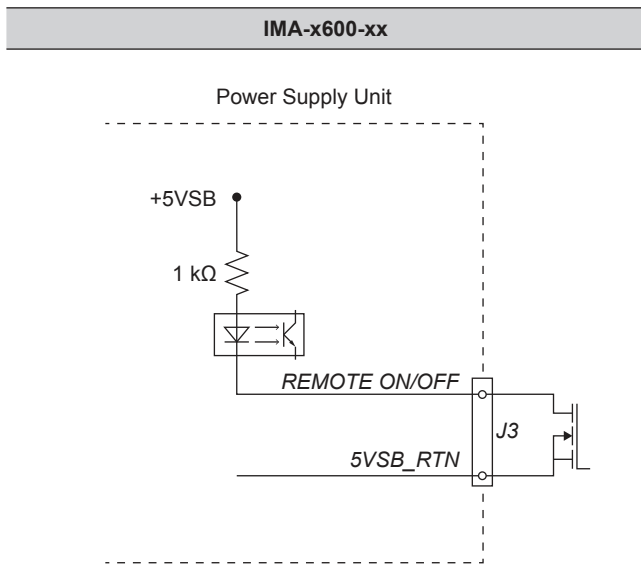 IMA-x600-xx
Power Supply Unit
+5VSB
1 kΩ
REMOTE ON/OFF
J3
5VSB_RTN